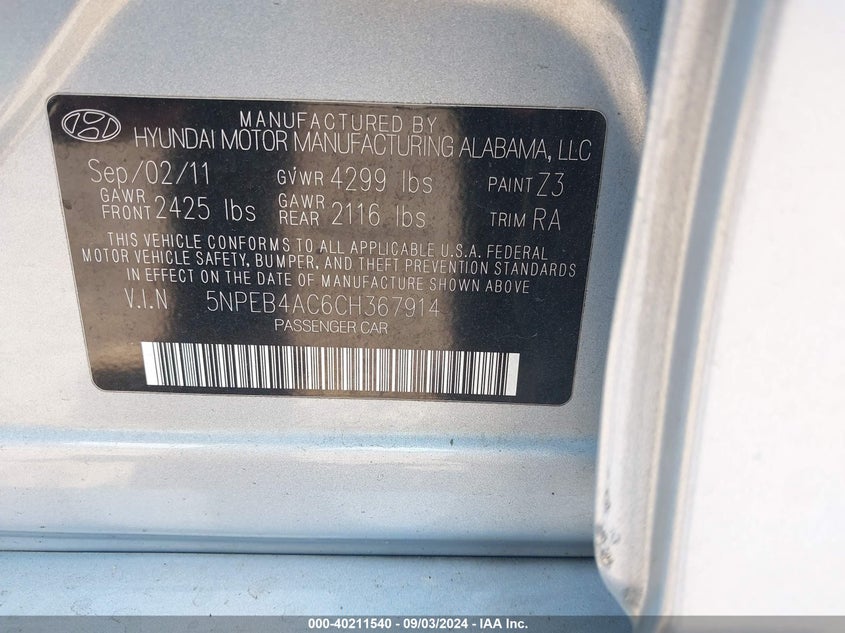 MANUFACTURED BY
HYUNDAI MOTOR MANUFACTURING ALABAMA, LLC
Sep/02/11 GVWR 4299 lbs PAINT Z3
GAWR FRONT 2425 lbs GAWR REAR 2116 lbs TRIM RA
THIS VEHICLE CONFORMS TO ALL APPLICABLE U.S.A. FEDERAL
MOTOR VEHICLE SAFETY, BUMPER, AND THEFT PREVENTION STANDARDS
IN EFFECT ON THE DATE OF MANUFACTURE SHOWN ABOVE
V.I.N 5NPEB4AC6CH367914
PASSENGER CAR
000-40211540 - 09/03/2024 - IAA Inc.